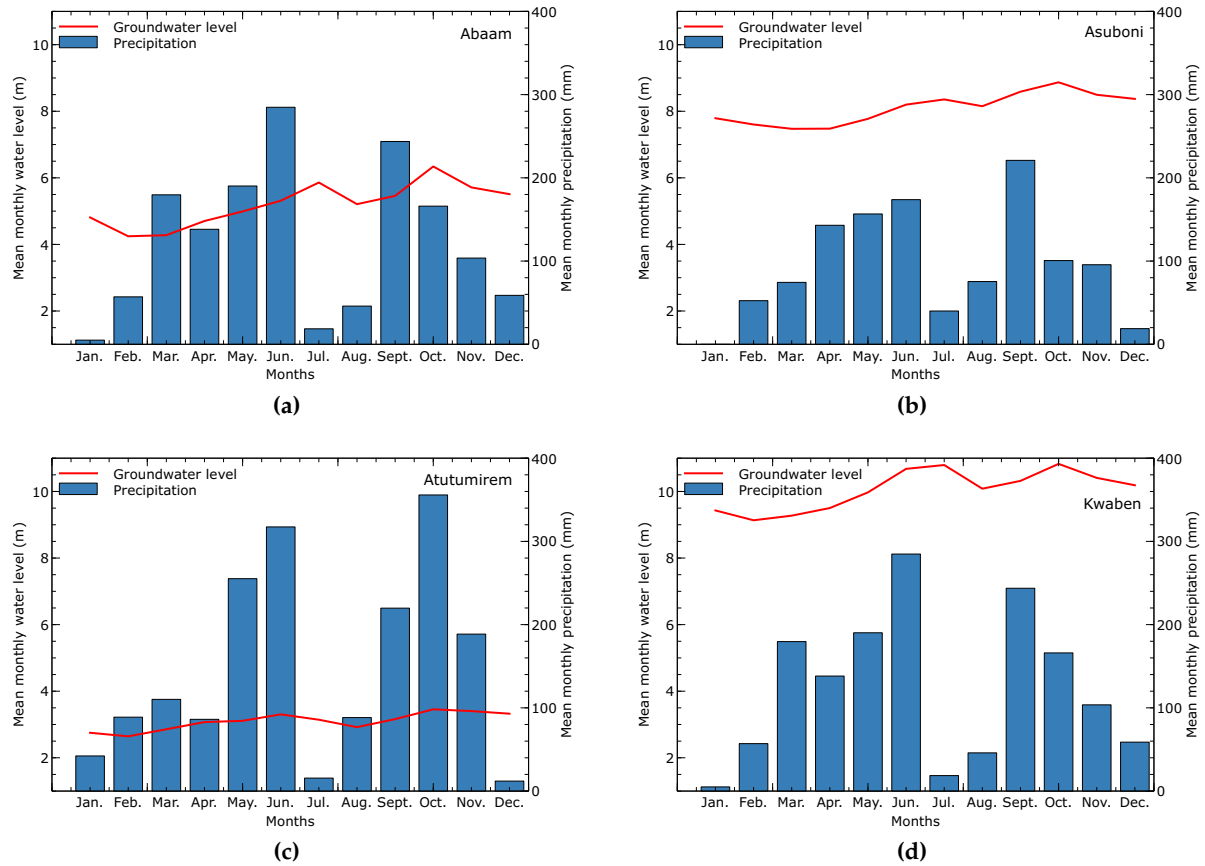 Groundwater level
Precipitation
Abaam
Mean monthly water level (m)
10
8
6
4
2
400
300
200
100
0
Mean monthly precipitation (mm)
Jan. Feb. Mar. Apr. May. Jun. Jul. Aug. Sept. Oct. Nov. Dec.
Months
(a)
Groundwater level
Precipitation
Asuboni
Mean monthly water level (m)
10
8
6
4
2
400
300
200
100
0
Mean monthly precipitation (mm)
Jan. Feb. Mar. Apr. May. Jun. Jul. Aug. Sept. Oct. Nov. Dec.
Months
(b)
Groundwater level
Precipitation
Atutumirem
Mean monthly water level (m)
10
8
6
4
2
400
300
200
100
0
Mean monthly precipitation (mm)
Jan. Feb. Mar. Apr. May. Jun. Jul. Aug. Sept. Oct. Nov. Dec.
Months
(c)
Groundwater level
Precipitation
Kwaben
Mean monthly water level (m)
10
8
6
4
2
400
300
200
100
0
Mean monthly precipitation (mm)
Jan. Feb. Mar. Apr. May. Jun. Jul. Aug. Sept. Oct. Nov. Dec.
Months
(d)